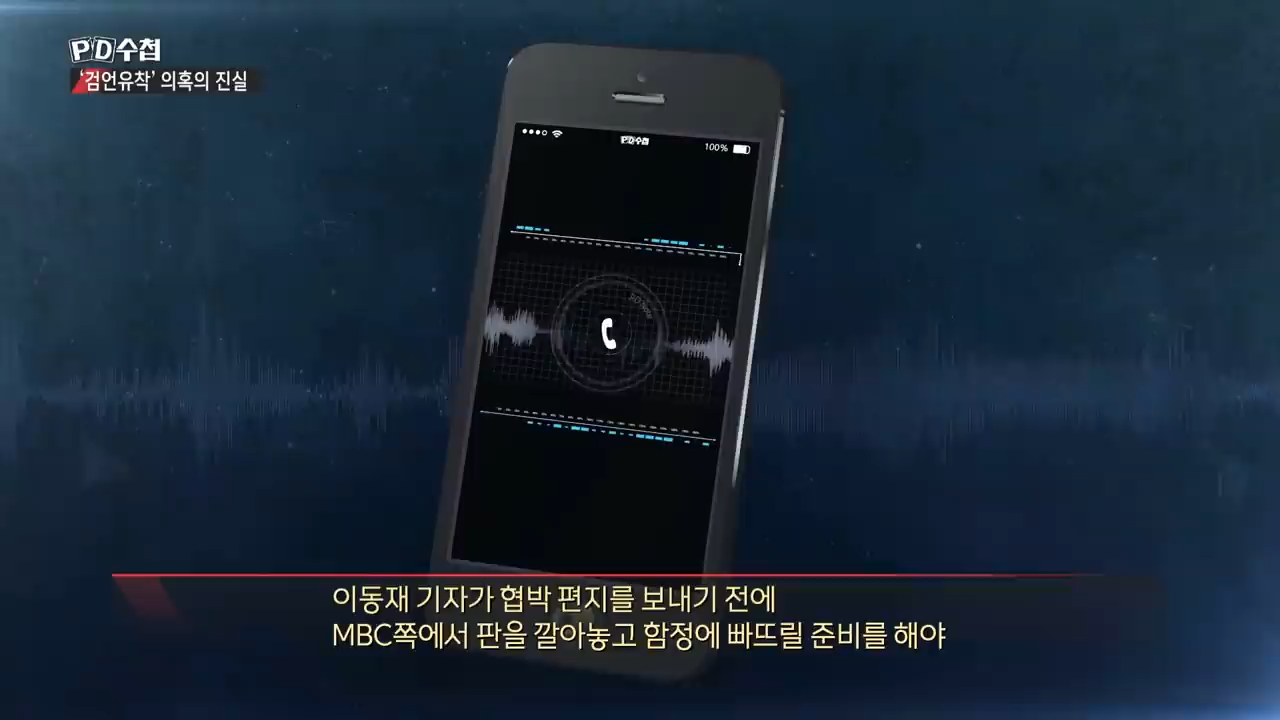 PD수첩
'검언유착' 의혹의 진실
PD수첩
100%
이동재 기자가 협박 편지를 보내기 전에
MBC쪽에서 판을 깔아놓고 함정에 빠뜨릴 준비를 해야